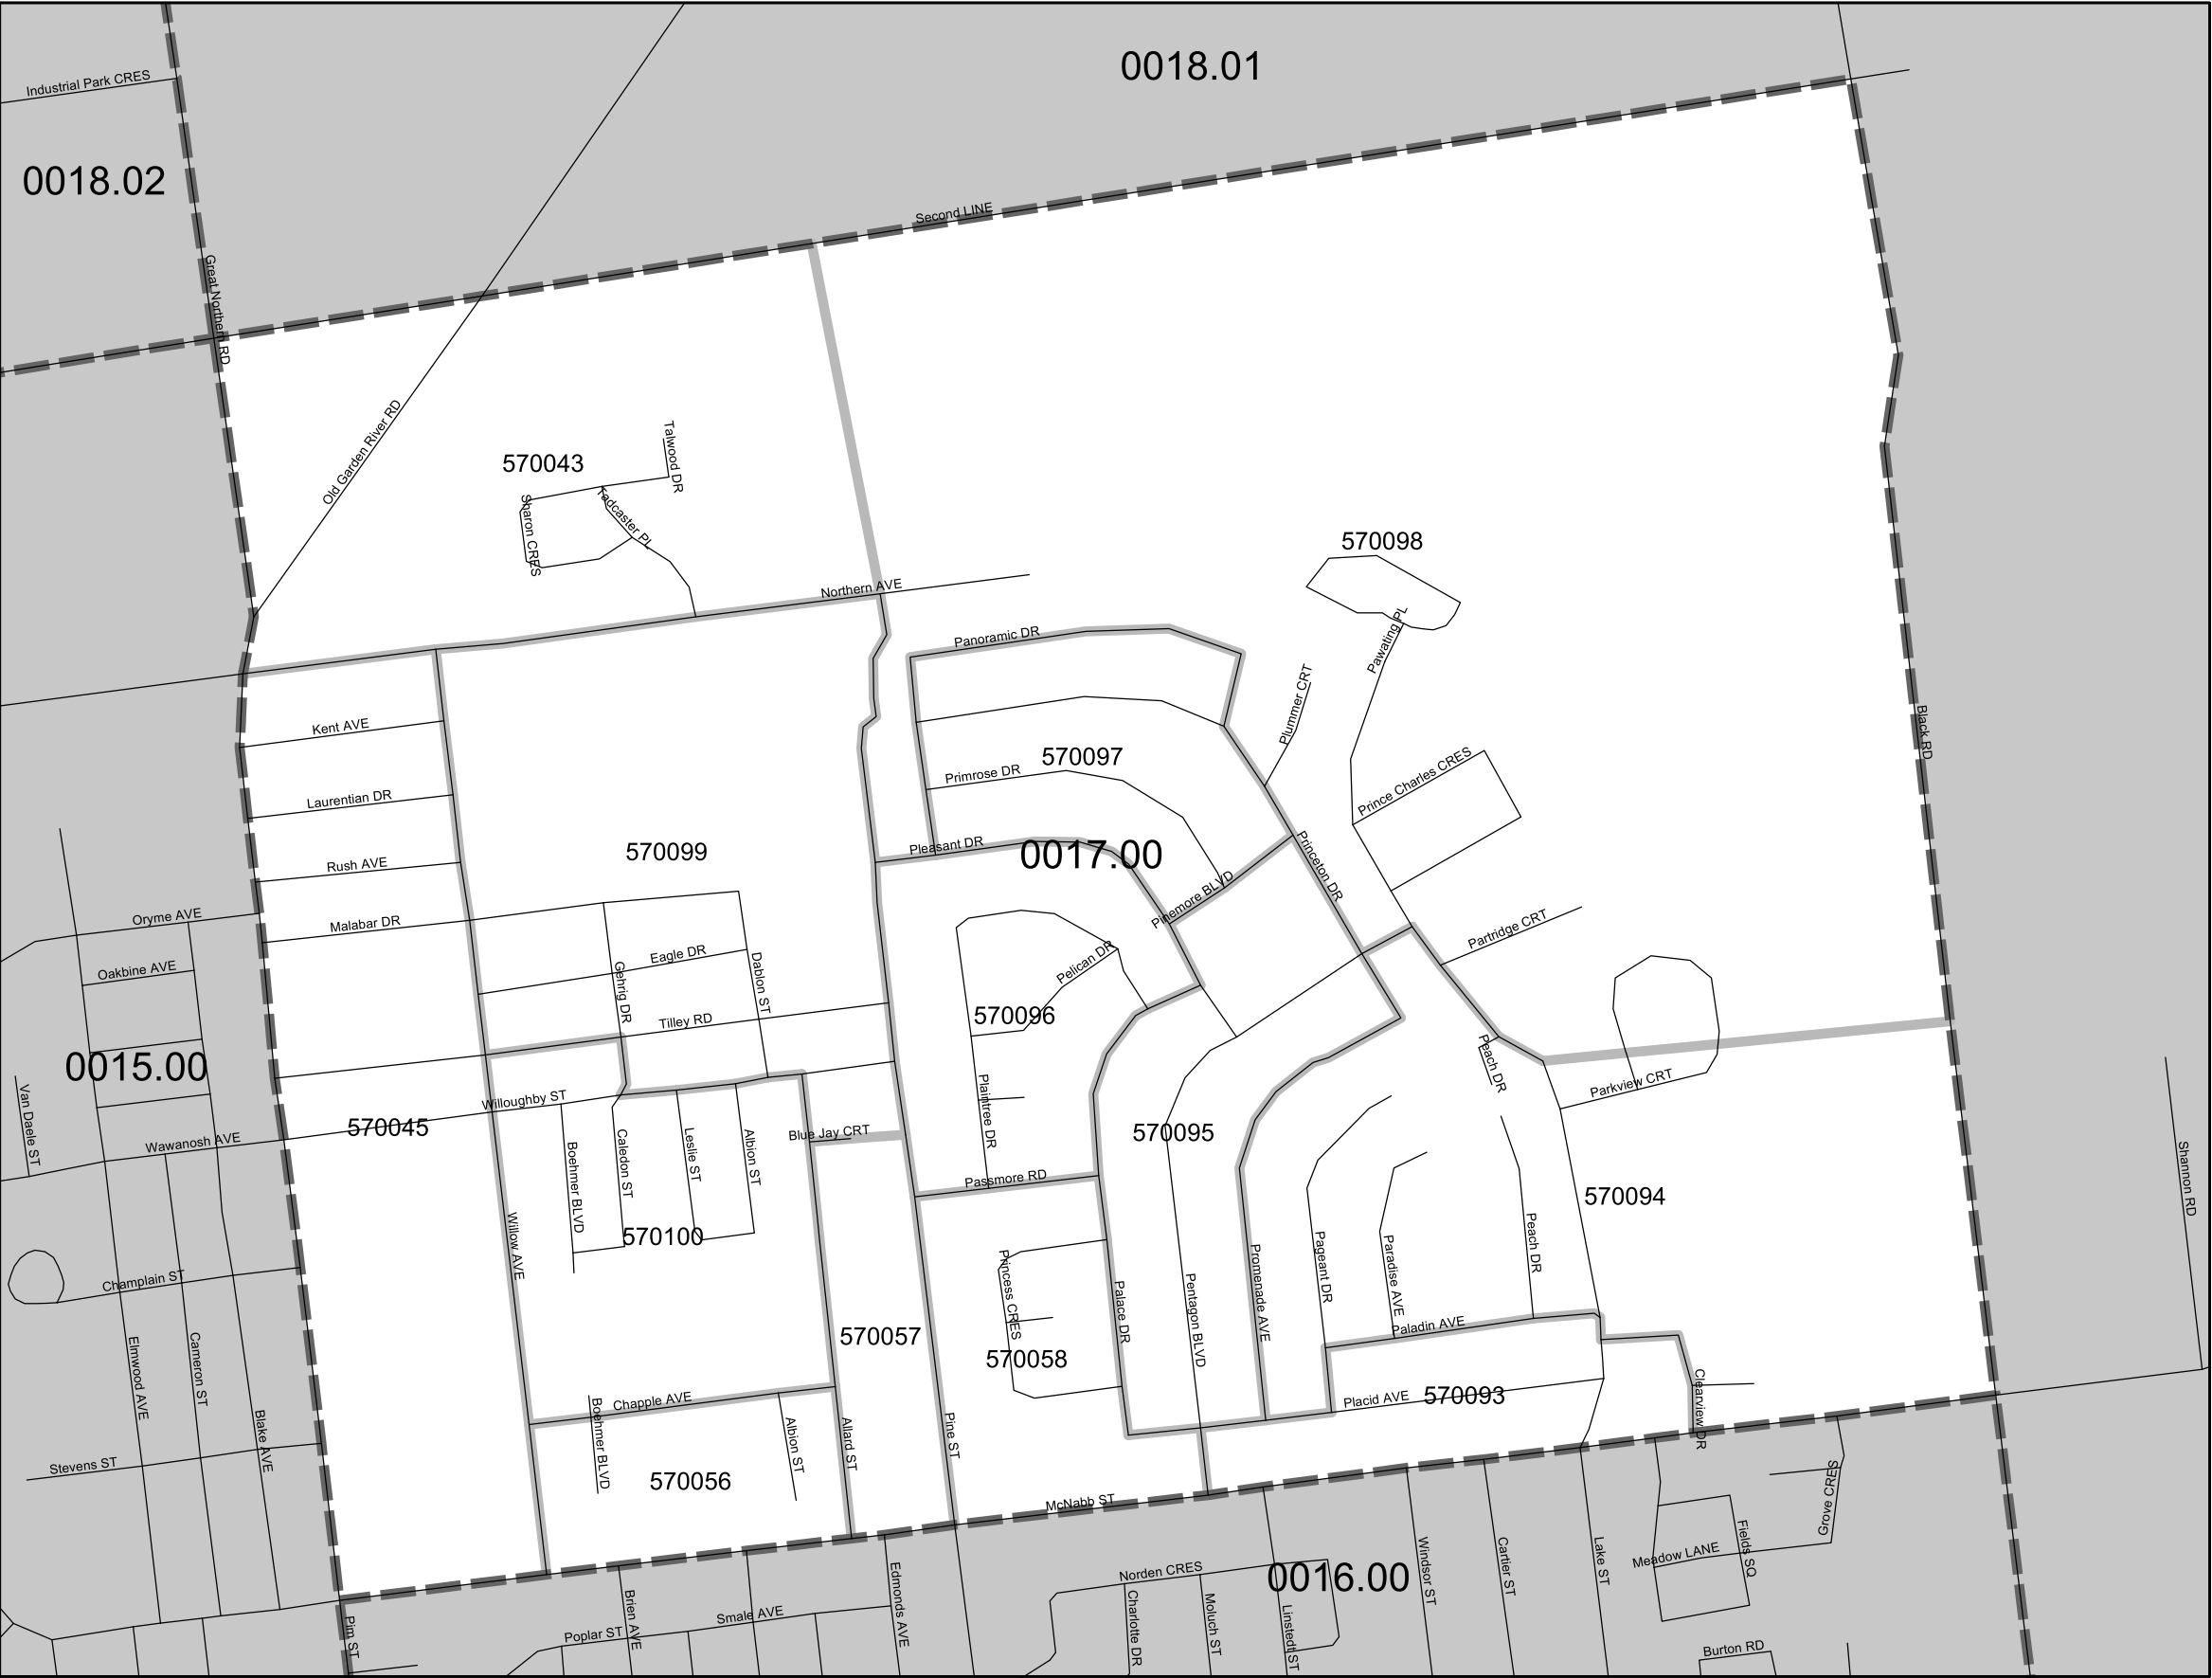 0018.01
Industrial Park CRES
0018.02
Second LINE
Great Northern RD
Old Garden River RD
570043
Talwood DR
Tadcaster PL
Sharon CRES
Northern AVE
570098
Panoramic DR
Pawating PL
Plummer CRT
Kent AVE
Black RD
570097
Primrose DR
Prince Charles CRES
Laurentian DR
Rush AVE
570099
Pleasant DR
0017.00
Princeton DR
Pinemore BLVD
Oryme AVE
Malabar DR
Partridge CRT
Oakbine AVE
Eagle DR
Gehrig DR
Dablon ST
Pelican DR
570096
Tilley RD
0015.00
Peach DR
Parkview CRT
Van Daele ST
Willoughby ST
570045
Wawanosh AVE
Boehmer BLVD
Caledon ST
Leslie ST
Albion ST
Blue Jay CRT
Plaintree DR
570095
Passmore RD
570094
Shannon RD
Willow AVE
570100
Champlain ST
Princess CRES
Palace DR
Pentagon BLVD
Promenade AVE
Pageant DR
Paradise AVE
Peach DR
Elmwood AVE
Cameron ST
570057
570058
Paladin AVE
Placid AVE
570093
Clearview DR
Chapple AVE
Boehmer BLVD
Albion ST
Allard ST
Pine ST
Blake AVE
Stevens ST
570056
McNabb ST
Grove CRES
Fields SQ
Meadow LANE
Norden CRES
0016.00
Windsor ST
Cartier ST
Lake ST
Edmonds AVE
Brien AVE
Smale AVE
Poplar ST
Pim ST
Charlotte DR
Moluch ST
Linstedt ST
Burton RD